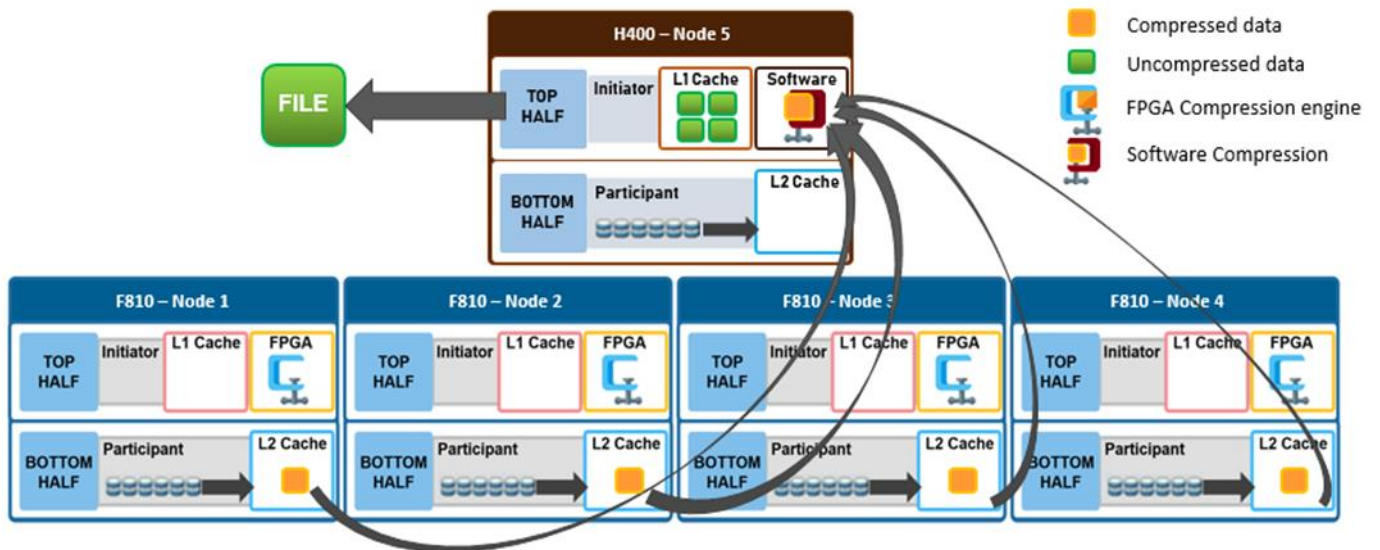 H400 – Node 5
FILE
TOP
HALF
Initiator
L1 Cache
Software
BOTTOM
HALF
Participant
L2 Cache
Compressed data
Uncompressed data
FPGA Compression engine
Software Compression
F810 – Node 1
TOP
HALF
Initiator
L1 Cache
FPGA
BOTTOM
HALF
Participant
L2 Cache
F810 – Node 2
TOP
HALF
Initiator
L1 Cache
FPGA
BOTTOM
HALF
Participant
L2 Cache
F810 – Node 3
TOP
HALF
Initiator
L1 Cache
FPGA
BOTTOM
HALF
Participant
L2 Cache
F810 – Node 4
TOP
HALF
Initiator
L1 Cache
FPGA
BOTTOM
HALF
Participant
L2 Cache